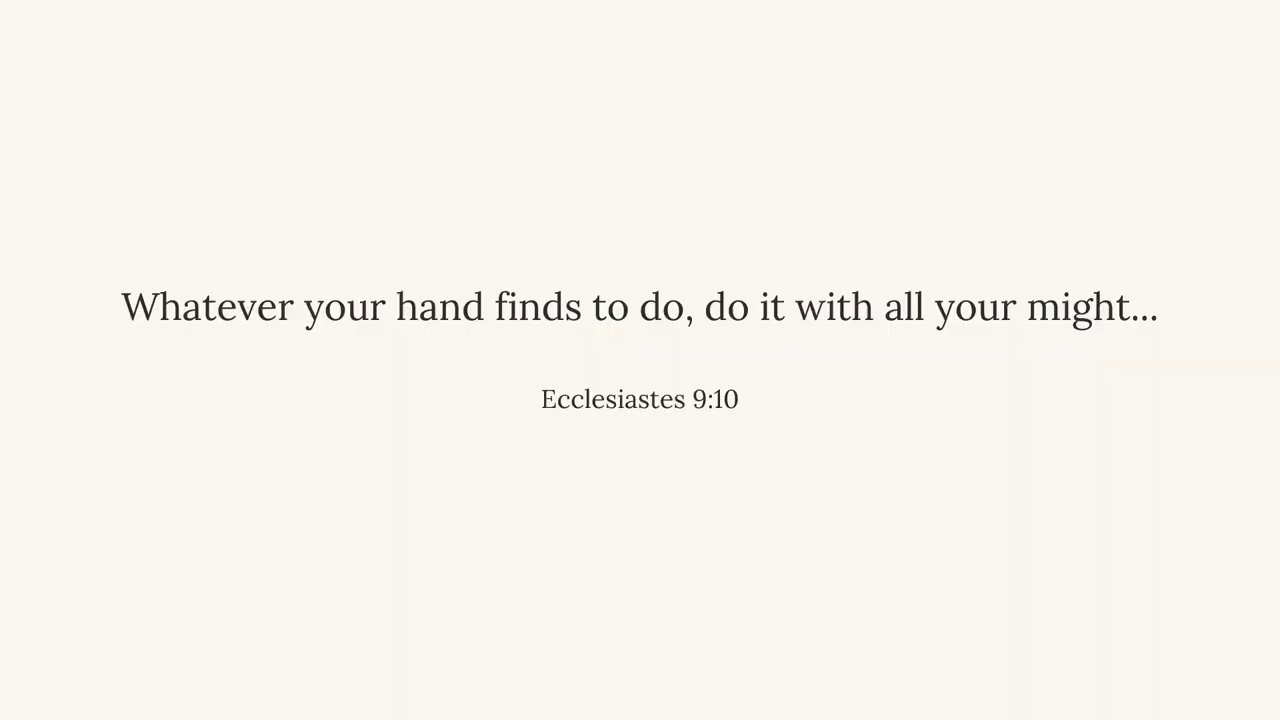 Whatever your hand finds to do, do it with all your might...
Ecclesiastes 9:10